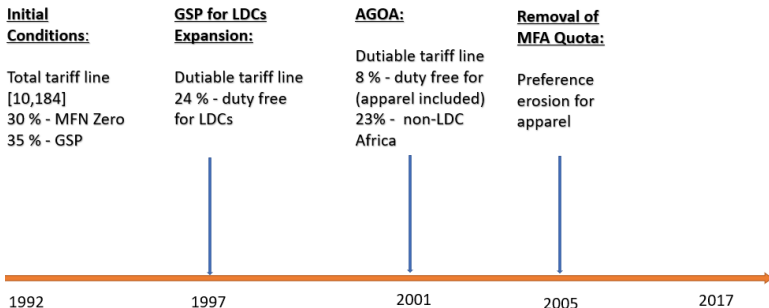 Initial
Conditions:
Total tariff line
[10,184]
30 % - MFN Zero
35 % - GSP
GSP for LDCs
Expansion:
Dutiable tariff line
24 % - duty free
for LDCs
AGOA:
Dutiable tariff line
8 % - duty free for
(apparel included)
23% -  non-LDC
Africa
Removal of
MFA Quota:
Preference
erosion for
apparel
1992
1997
2001
2005
2017